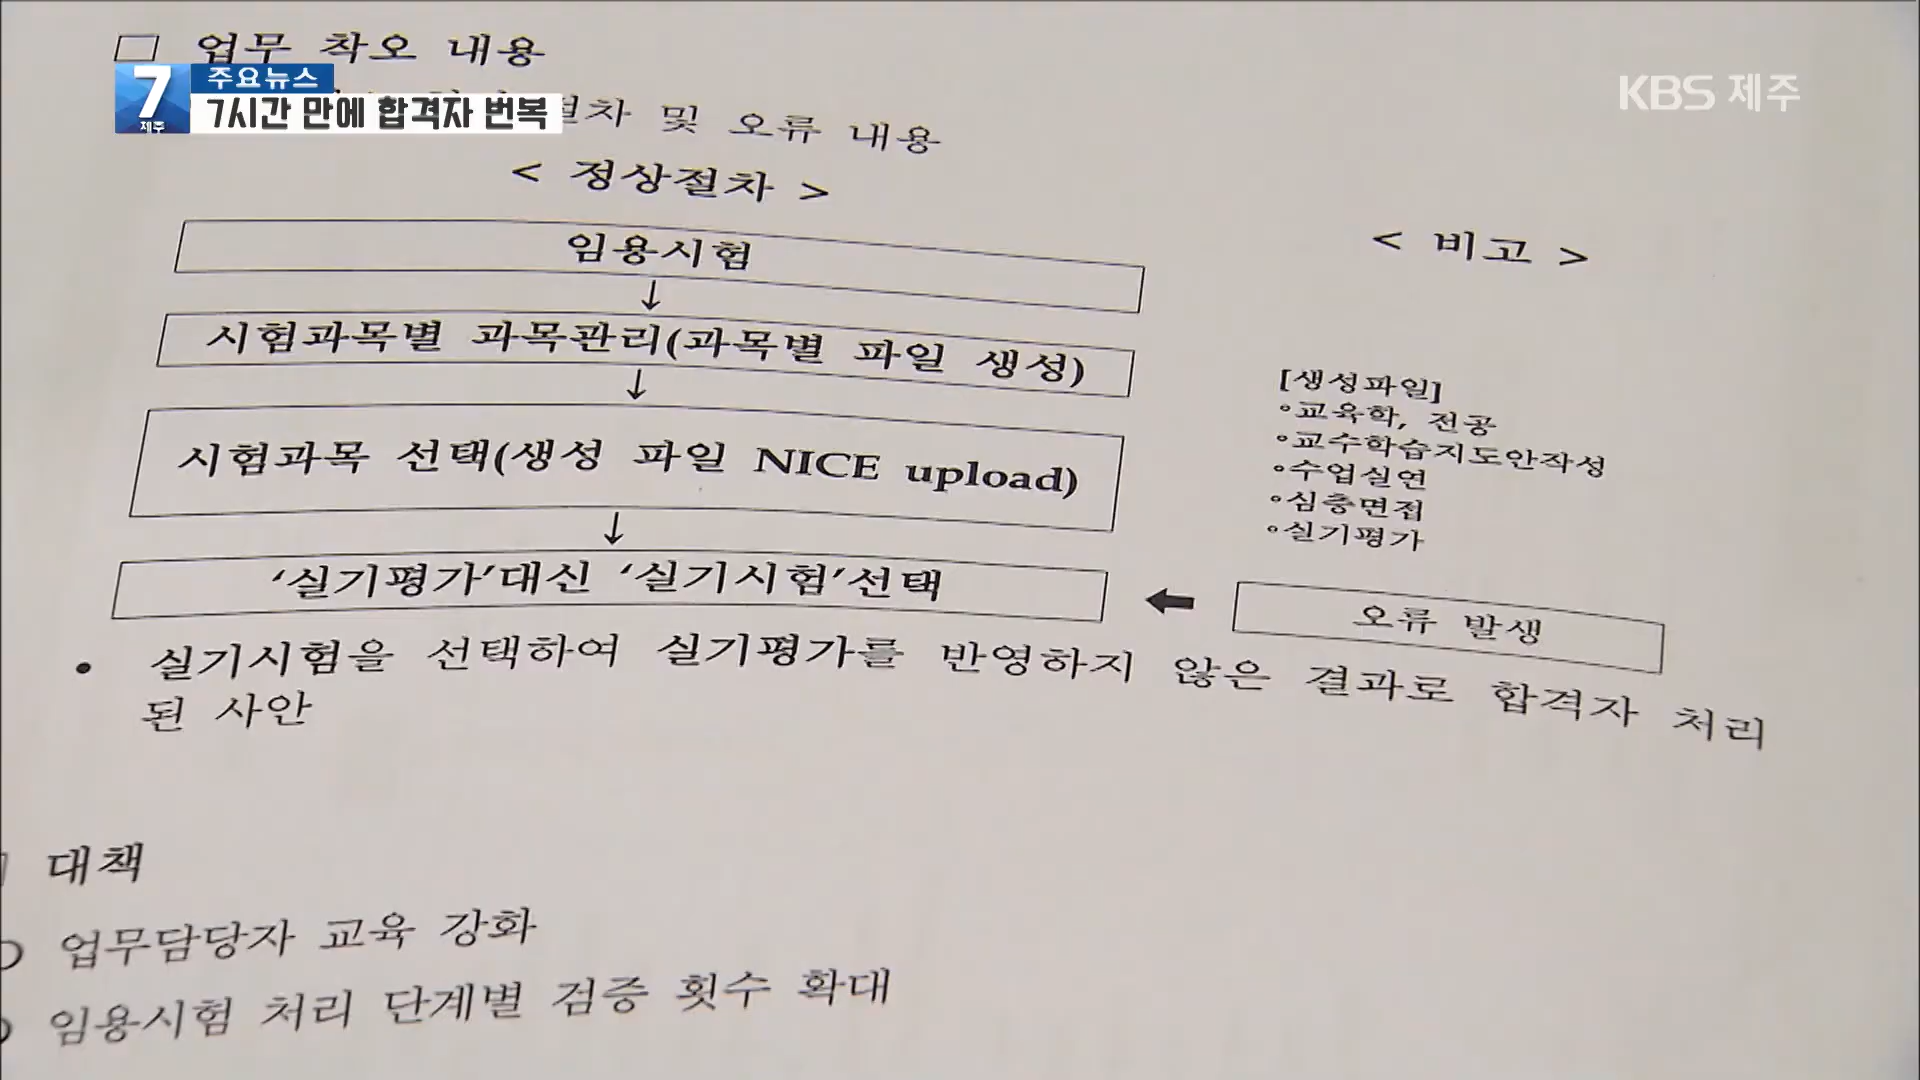 □ 업무 착오 내용
7 제주
주요뉴스
7시간 만에 합격자 번복
KBS 제주
절차 및 오류 내용
< 정상절차 >
< 비고 >
임용시험
↓
시험과목별 과목관리(과목별 파일 생성)
↓
시험과목 선택(생성 파일 NICE upload)
↓
‘실기평가’대신 ‘실기시험’선택
[생성파일]
∘교육학, 전공
∘교수학습지도안작성
∘수업실연
∘심층면접
∘실기평가
← 오류 발생
• 실기시험을 선택하여 실기평가를 반영하지 않은 결과로 합격자 처리
된 사안
□ 대책
○ 업무담당자 교육 강화
○ 임용시험 처리 단계별 검증 횟수 확대